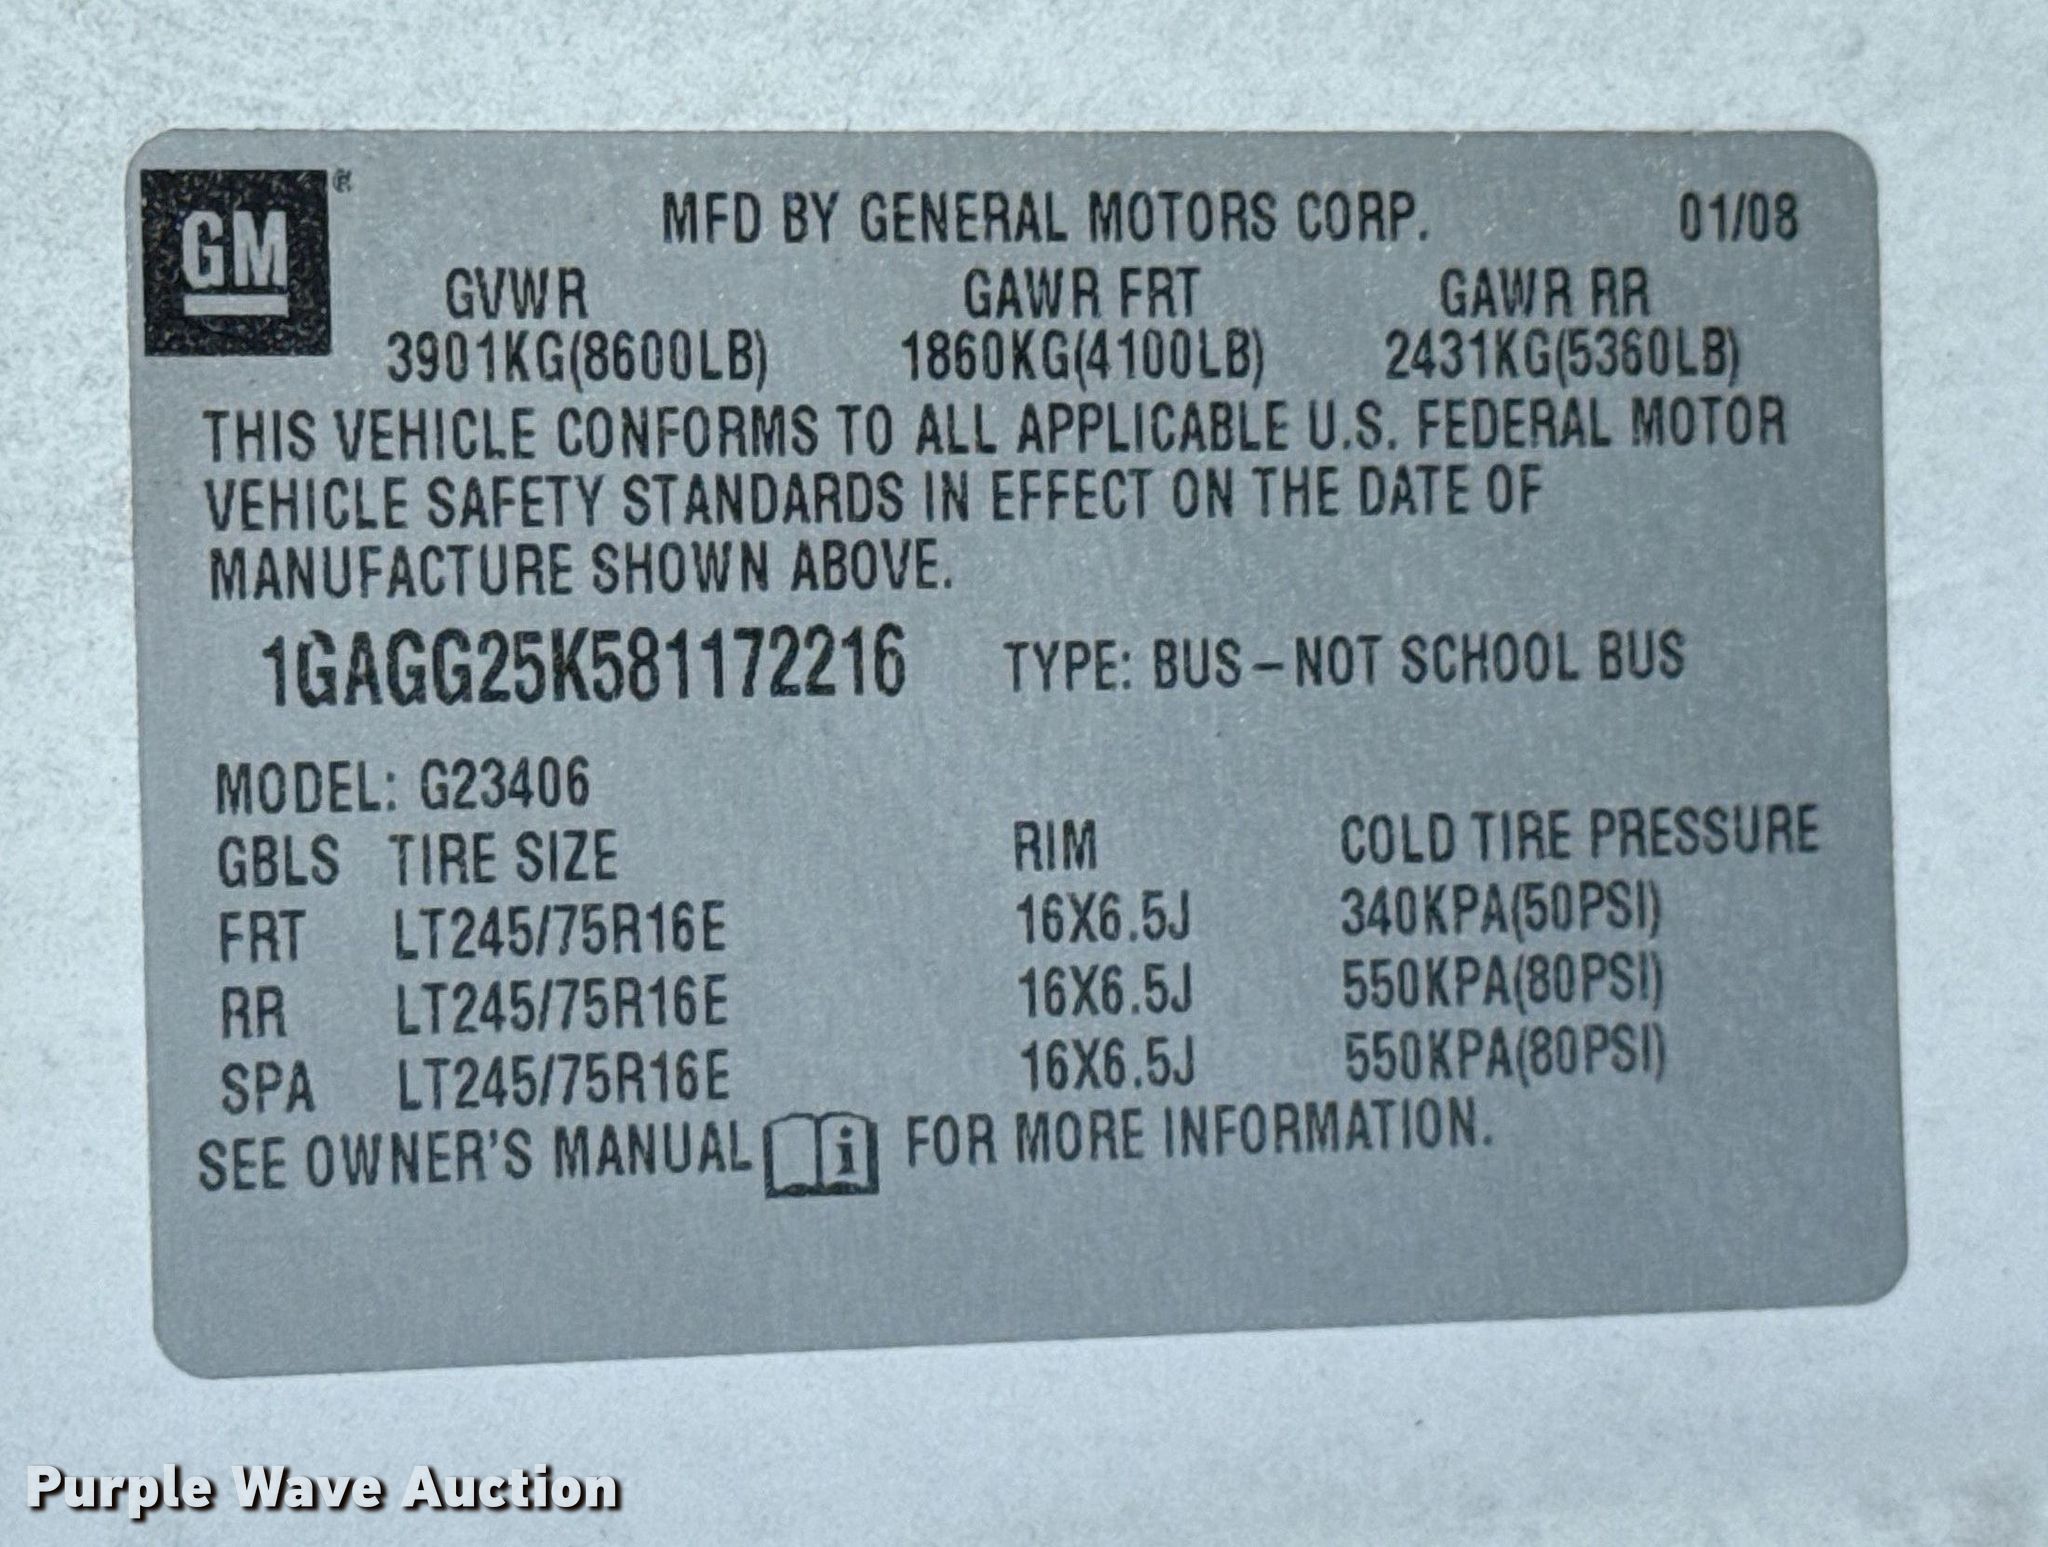 GM®
MFD BY GENERAL MOTORS CORP. 01/08
GVWR GAWR FRT GAWR RR
3901KG(8600LB) 1860KG(4100LB) 2431KG(5360LB)
THIS VEHICLE CONFORMS TO ALL APPLICABLE U.S. FEDERAL MOTOR
VEHICLE SAFETY STANDARDS IN EFFECT ON THE DATE OF
MANUFACTURE SHOWN ABOVE.
1GAGG25K581172216 TYPE: BUS – NOT SCHOOL BUS
MODEL: G23406
GBLS TIRE SIZE RIM COLD TIRE PRESSURE
FRT LT245/75R16E 16X6.5J 340KPA(50PSI)
RR LT245/75R16E 16X6.5J 550KPA(80PSI)
SPA LT245/75R16E 16X6.5J 550KPA(80PSI)
SEE OWNER'S MANUAL i FOR MORE INFORMATION.
Purple Wave Auction